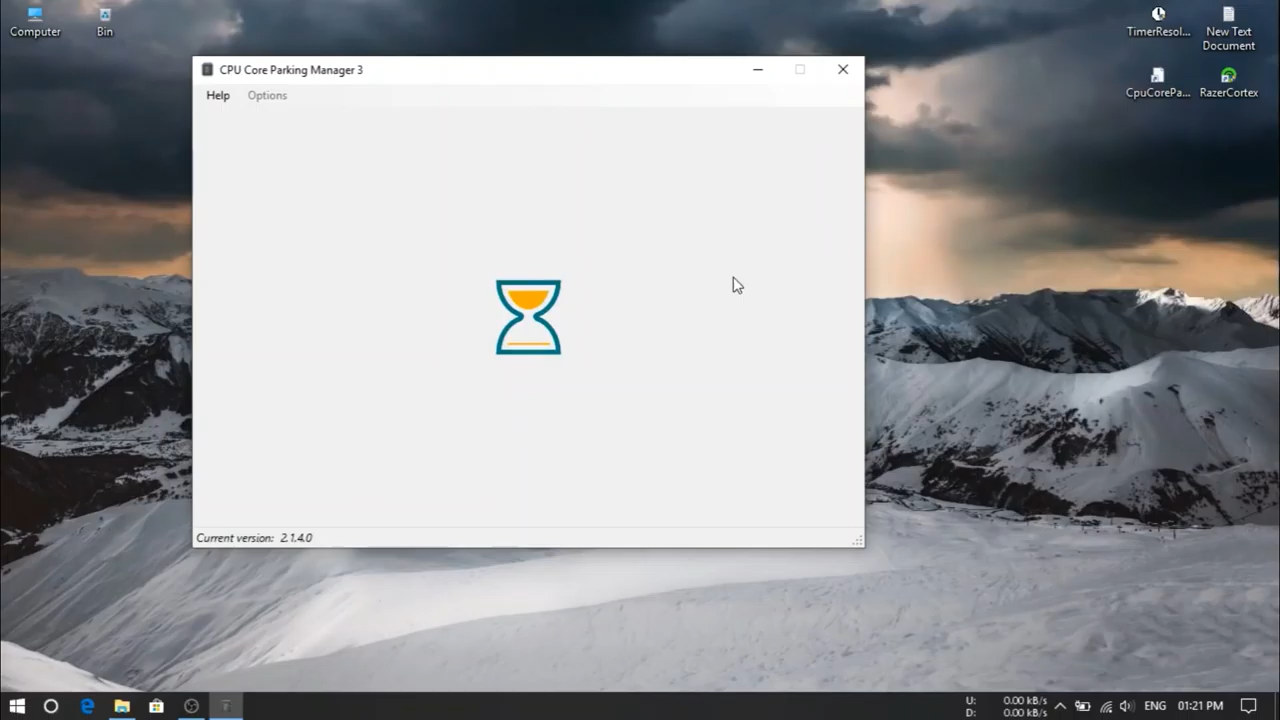 Computer
Bin
TimerResol...
New Text
Document
CpuCorePa...
RazerCortex
CPU Core Parking Manager 3
Help Options
Current version: 2.1.4.0
U: 0.00 kB/s
D: 0.00 kB/s
ENG 01:21 PM